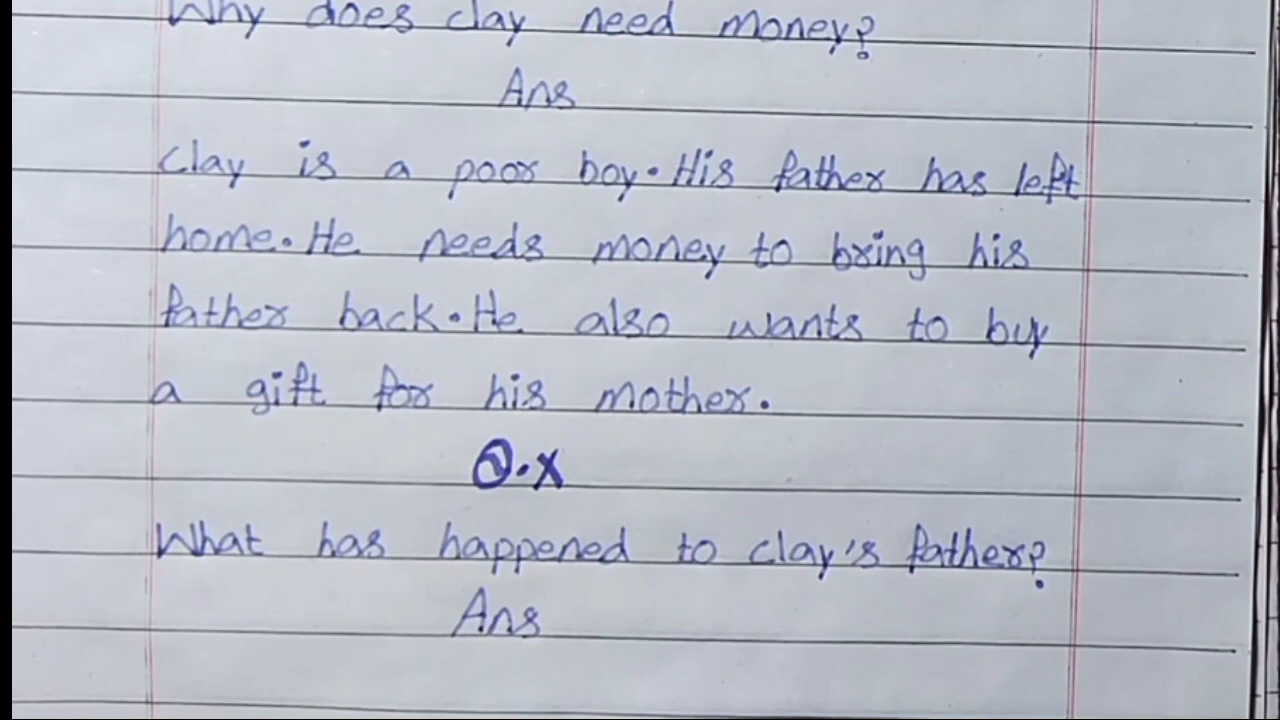 Why does clay need money?
Ans
Clay is a poor boy. His father has left
home. He needs money to bring his
father back. He also wants to buy
a gift for his mother.
Q.X
What has happened to clay's father?
Ans